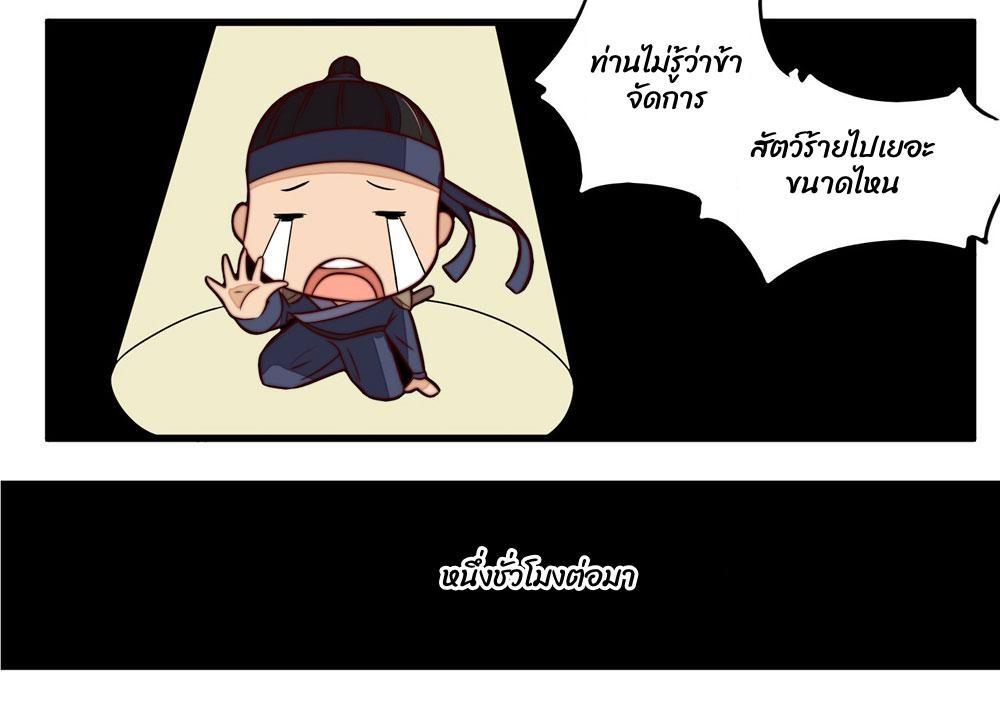 ท่านไม่รู้ว่าข้า
จัดการ
สัตว์ร้ายไปเยอะ
ขนาดไหน
หนึ่งชั่วโมงต่อมา